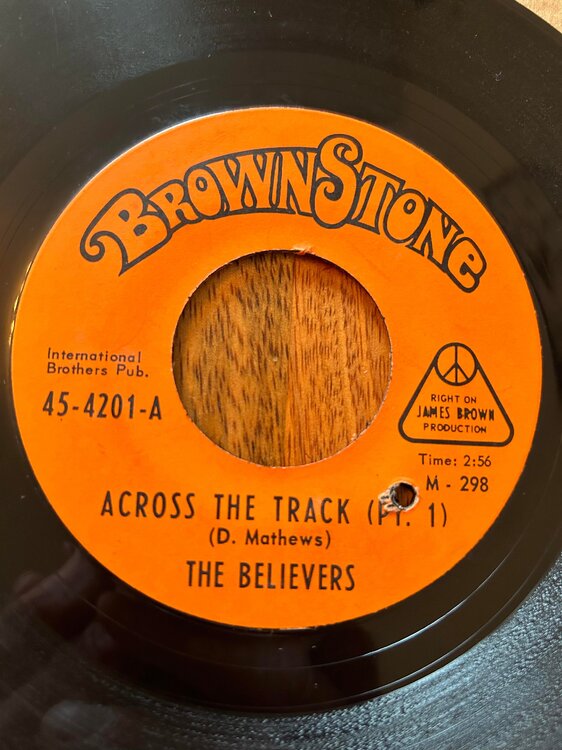 BROWNSTONE
International
Brothers Pub.
45-4201-A
RIGHT ON
JAMES BROWN
PRODUCTION
Time: 2:56
M - 298
ACROSS THE TRACK (PT. 1)
(D. Mathews)
THE BELIEVERS